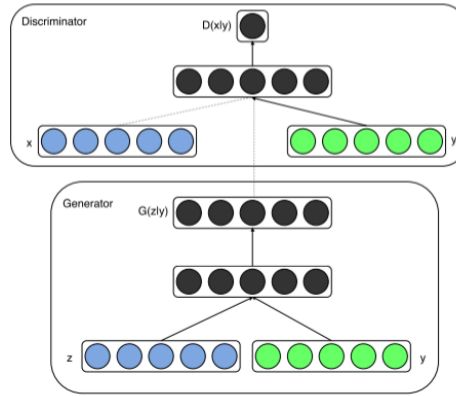 Discriminator
D(x|y)
x
y
Generator
G(z|y)
z
y